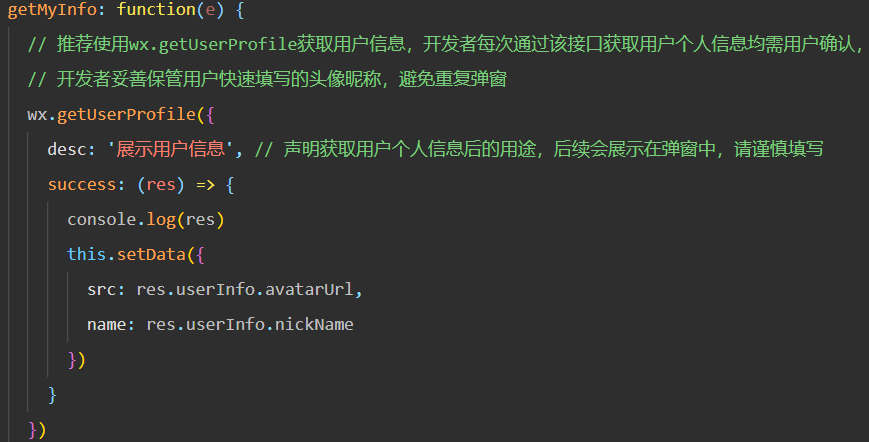 getMyInfo: function(e) {
// 推荐使用wx.getUserProfile获取用户信息，开发者每次通过该接口获取用户个人信息均需用户确认，
// 开发者妥善保管用户快速填写的头像昵称，避免重复弹窗
wx.getUserProfile({
desc: '展示用户信息', // 声明获取用户个人信息后的用途，后续会展示在弹窗中，请谨慎填写
success: (res) => {
console.log(res)
this.setData({
src: res.userInfo.avatarUrl,
name: res.userInfo.nickName
})
}
})